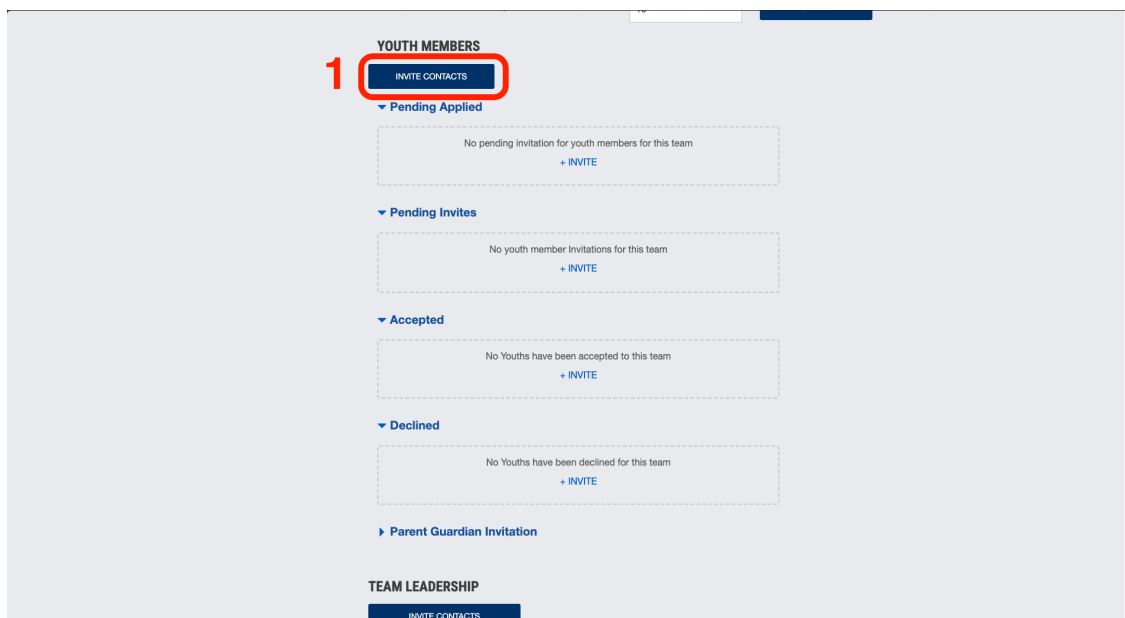 YOUTH MEMBERS
1
INVITE CONTACTS
Pending Applied
No pending invitation for youth members for this team
+ INVITE
Pending Invites
No youth member Invitations for this team
+ INVITE
Accepted
No Youths have been accepted to this team
+ INVITE
Declined
No Youths have been declined for this team
+ INVITE
Parent Guardian Invitation
TEAM LEADERSHIP
INVITE CONTACTS